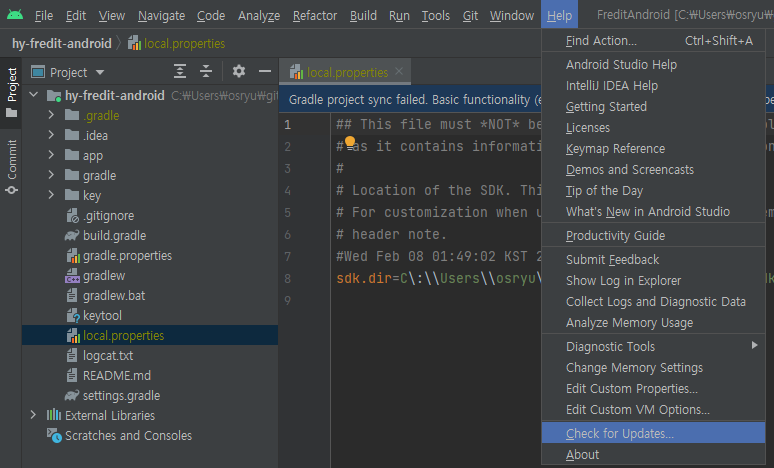 File Edit View Navigate Code Analyze Refactor Build Run Tools Git Window Help FreditAndroid [C:₩Users₩osryu₩
hy-fredit-android local.properties
Project
Commit
Project
hy-fredit-android C:₩Users₩osryu₩git
.gradle
.idea
app
gradle
key
.gitignore
build.gradle
gradle.properties
gradlew
gradlew.bat
keytool
local.properties
logcat.txt
README.md
settings.gradle
External Libraries
Scratches and Consoles
local.properties
Gradle project sync failed. Basic functionality (e
1 ## This file must *NOT* be
2 # as it contains informati
3 #
4 # Location of the SDK. Thi
5 # For customization when u
6 # header note.
7 #Wed Feb 08 01:49:02 KST 2
8 sdk.dir=C\:\\Users\\osryu\
9
Find Action... Ctrl+Shift+A
Android Studio Help
IntelliJ IDEA Help
Getting Started
Licenses
Keymap Reference
Demos and Screencasts
Tip of the Day
What's New in Android Studio
Productivity Guide
Submit Feedback
Show Log in Explorer
Collect Logs and Diagnostic Data
Analyze Memory Usage
Diagnostic Tools
Change Memory Settings
Edit Custom Properties...
Edit Custom VM Options...
Check for Updates...
About